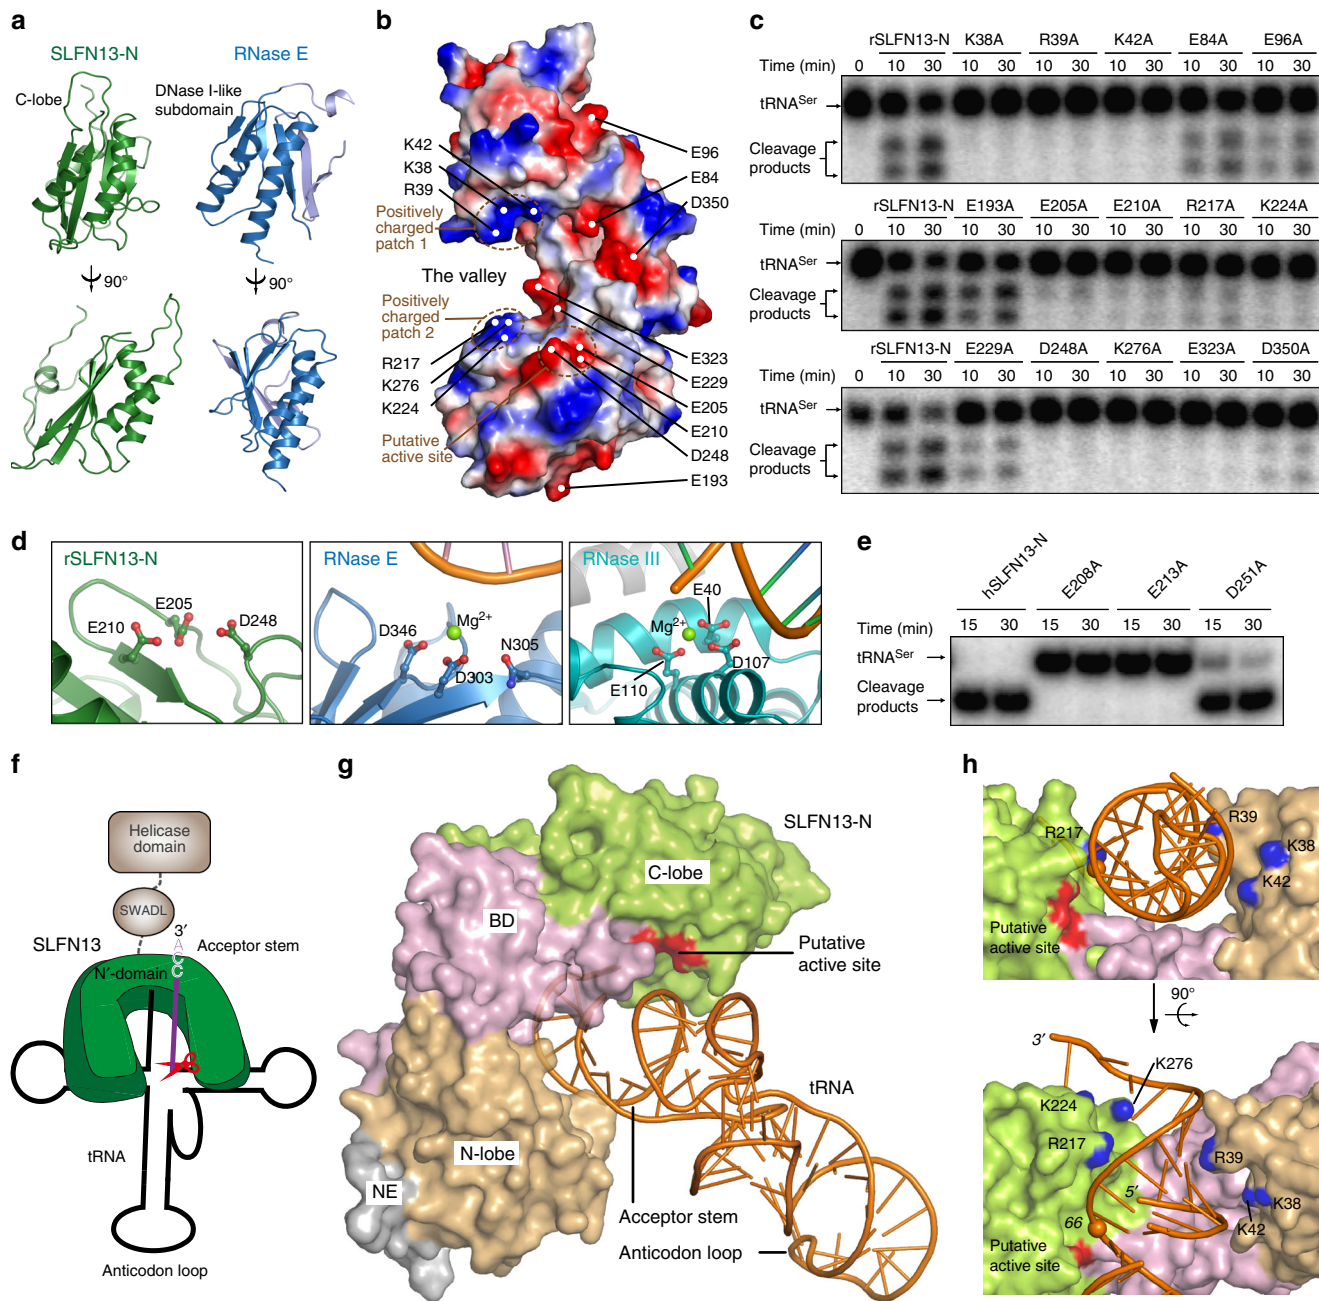 a
SLFN13-N
RNase E
C-lobe
DNase I-like
subdomain
90°
90°
b
K42
K38
R39
Positively
charged
patch 1
The valley
Positively
charged
patch 2
R217
K276
K224
Putative
active site
E96
E84
D350
E323
E229
E205
E210
D248
E193
c
rSLFN13-N K38A R39A K42A E84A E96A
Time (min) 0 10 30 10 30 10 30 10 30 10 30 10 30
tRNASer
Cleavage
products
rSLFN13-N E193A E205A E210A R217A K224A
Time (min) 0 10 30 10 30 10 30 10 30 10 30 10 30
tRNASer
Cleavage
products
rSLFN13-N E229A D248A K276A E323A D350A
Time (min) 0 10 30 10 30 10 30 10 30 10 30 10 30
tRNASer
Cleavage
products
d
rSLFN13-N
E205
E210
D248
RNase E
Mg2+
D346
N305
D303
RNase III
E40
Mg2+
D107
E110
e
hSLFN13-N E208A E213A D251A
Time (min) 15 30 15 30 15 30 15 30
tRNASer
Cleavage
products
f
Helicase
domain
SWADL
3′
SLFN13
A
C
C
Acceptor stem
N′-domain
tRNA
Anticodon loop
g
SLFN13-N
C-lobe
BD
Putative
active site
tRNA
N-lobe
NE
Acceptor stem
Anticodon loop
h
R217
R39
K38
K42
Putative
active site
90°
3′
K276
K224
R217
R39
5′
K38
66
K42
Putative
active site